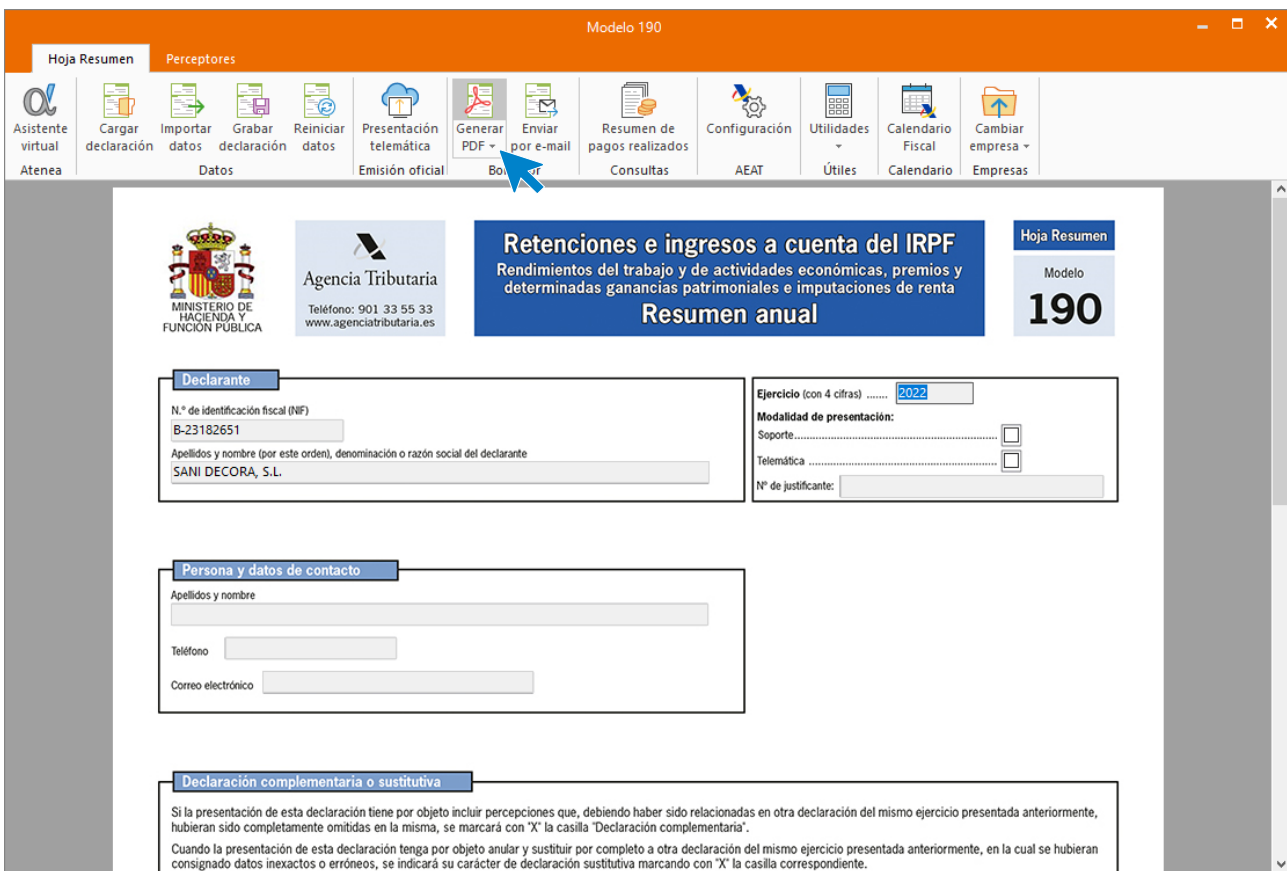 Modelo 190
Hoja Resumen
Perceptores
Asistente
virtual
Atenea
Cargar
declaración
Importar
datos
Grabar
declaración
Reiniciar
datos
Datos
Presentación
telemática
Emisión oficial
Generar
PDF
Enviar
por e-mail
Resumen de
pagos realizados
Consultas
Configuración
AEAT
Utilidades
Útiles
Calendario
Fiscal
Calendario
Cambiar
empresa
Empresas
MINISTERIO DE
HACIENDA Y
FUNCIÓN PÚBLICA
Agencia Tributaria
Teléfono: 901 33 55 33
www.agenciatributaria.es
Retenciones e ingresos a cuenta del IRPF
Rendimientos del trabajo y de actividades económicas, premios y
determinadas ganancias patrimoniales e imputaciones de renta
Resumen anual
Hoja Resumen
Modelo
190
Declarante
N.º de identificación fiscal (NIF)
B-23182651
Apellidos y nombre (por este orden), denominación o razón social del declarante
SANI DECORA, S.L.
Ejercicio (con 4 cifras) ....... 2022
Modalidad de presentación:
Soporte
Telemática
Nº de justificante:
Persona y datos de contacto
Apellidos y nombre
Teléfono
Correo electrónico
Declaración complementaria o sustitutiva
Si la presentación de esta declaración tiene por objeto incluir percepciones que, debiendo haber sido relacionadas en otra declaración del mismo ejercicio presentada anteriormente,
hubieran sido completamente omitidas en la misma, se marcará con "X" la casilla "Declaración complementaria".
Cuando la presentación de esta declaración tenga por objeto anular y sustituir por completo a otra declaración del mismo ejercicio presentada anteriormente, en la cual se hubieran
consignado datos inexactos o erróneos, se indicará su carácter de declaración sustitutiva marcando con "X" la casilla correspondiente.